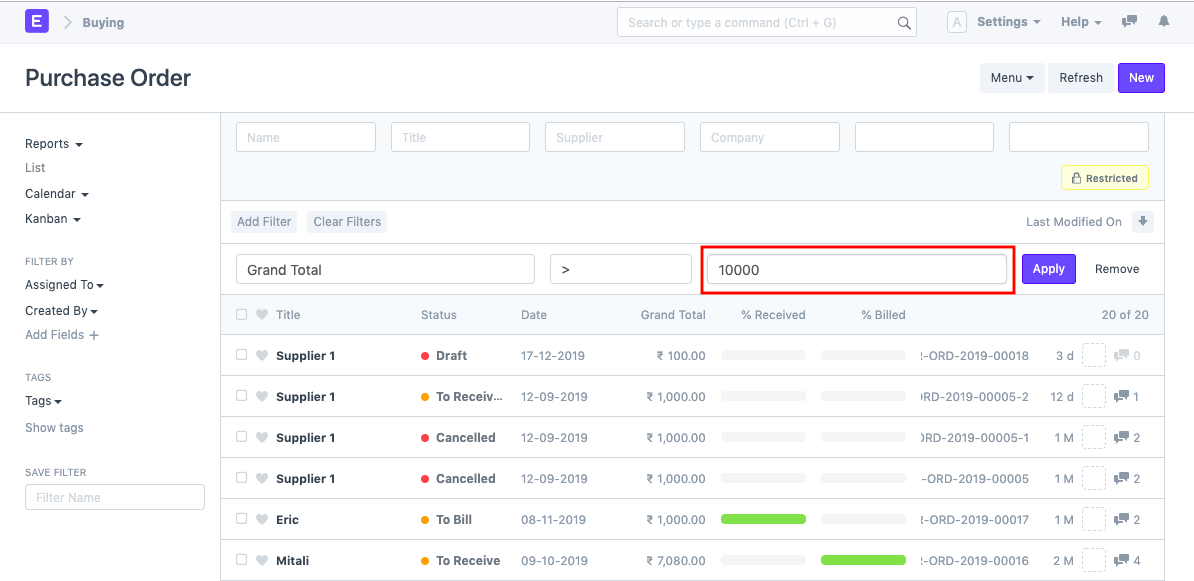 E Buying Search or type a command (Ctrl + G) A Settings Help
Purchase Order Menu Refresh New
Reports
List
Calendar
Kanban
FILTER BY
Assigned To
Created By
Add Fields +
TAGS
Tags
Show tags
SAVE FILTER
Filter Name
Name Title Supplier Company
Restricted
Add Filter Clear Filters Last Modified On
Grand Total > 10000 Apply Remove
Title Status Date Grand Total % Received % Billed 20 of 20
Supplier 1 Draft 17-12-2019 ₹ 100.00 -ORD-2019-00018 3 d 0
Supplier 1 To Receiv... 12-09-2019 ₹ 1,000.00 ORD-2019-00005-2 12 d 1
Supplier 1 Cancelled 12-09-2019 ₹ 1,000.00 ORD-2019-00005-1 1 M 2
Supplier 1 Cancelled 12-09-2019 ₹ 1,000.00 -ORD-2019-00005 1 M 2
Eric To Bill 08-11-2019 ₹ 1,000.00 -ORD-2019-00017 1 M 2
Mitali To Receive 09-10-2019 ₹ 7,080.00 -ORD-2019-00016 2 M 4